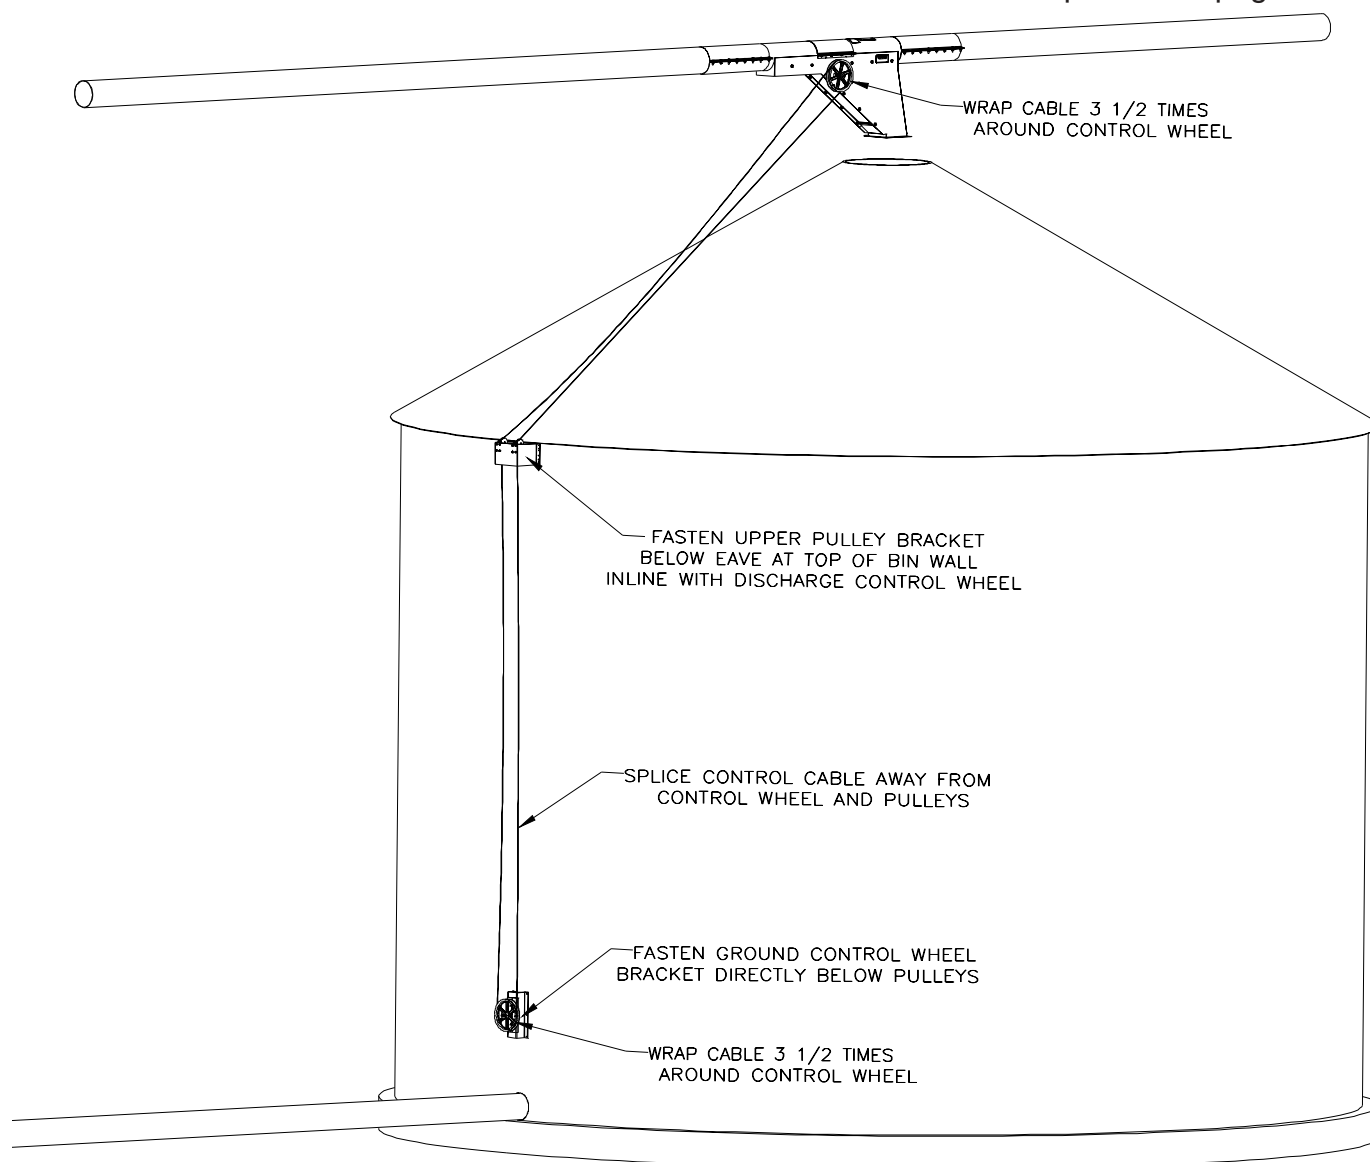 WRAP CABLE 3 1/2 TIMES
AROUND CONTROL WHEEL
FASTEN UPPER PULLEY BRACKET
BELOW EAVE AT TOP OF BIN WALL
INLINE WITH DISCHARGE CONTROL WHEEL
SPLICE CONTROL CABLE AWAY FROM
CONTROL WHEEL AND PULLEYS
FASTEN GROUND CONTROL WHEEL
BRACKET DIRECTLY BELOW PULLEYS
WRAP CABLE 3 1/2 TIMES
AROUND CONTROL WHEEL